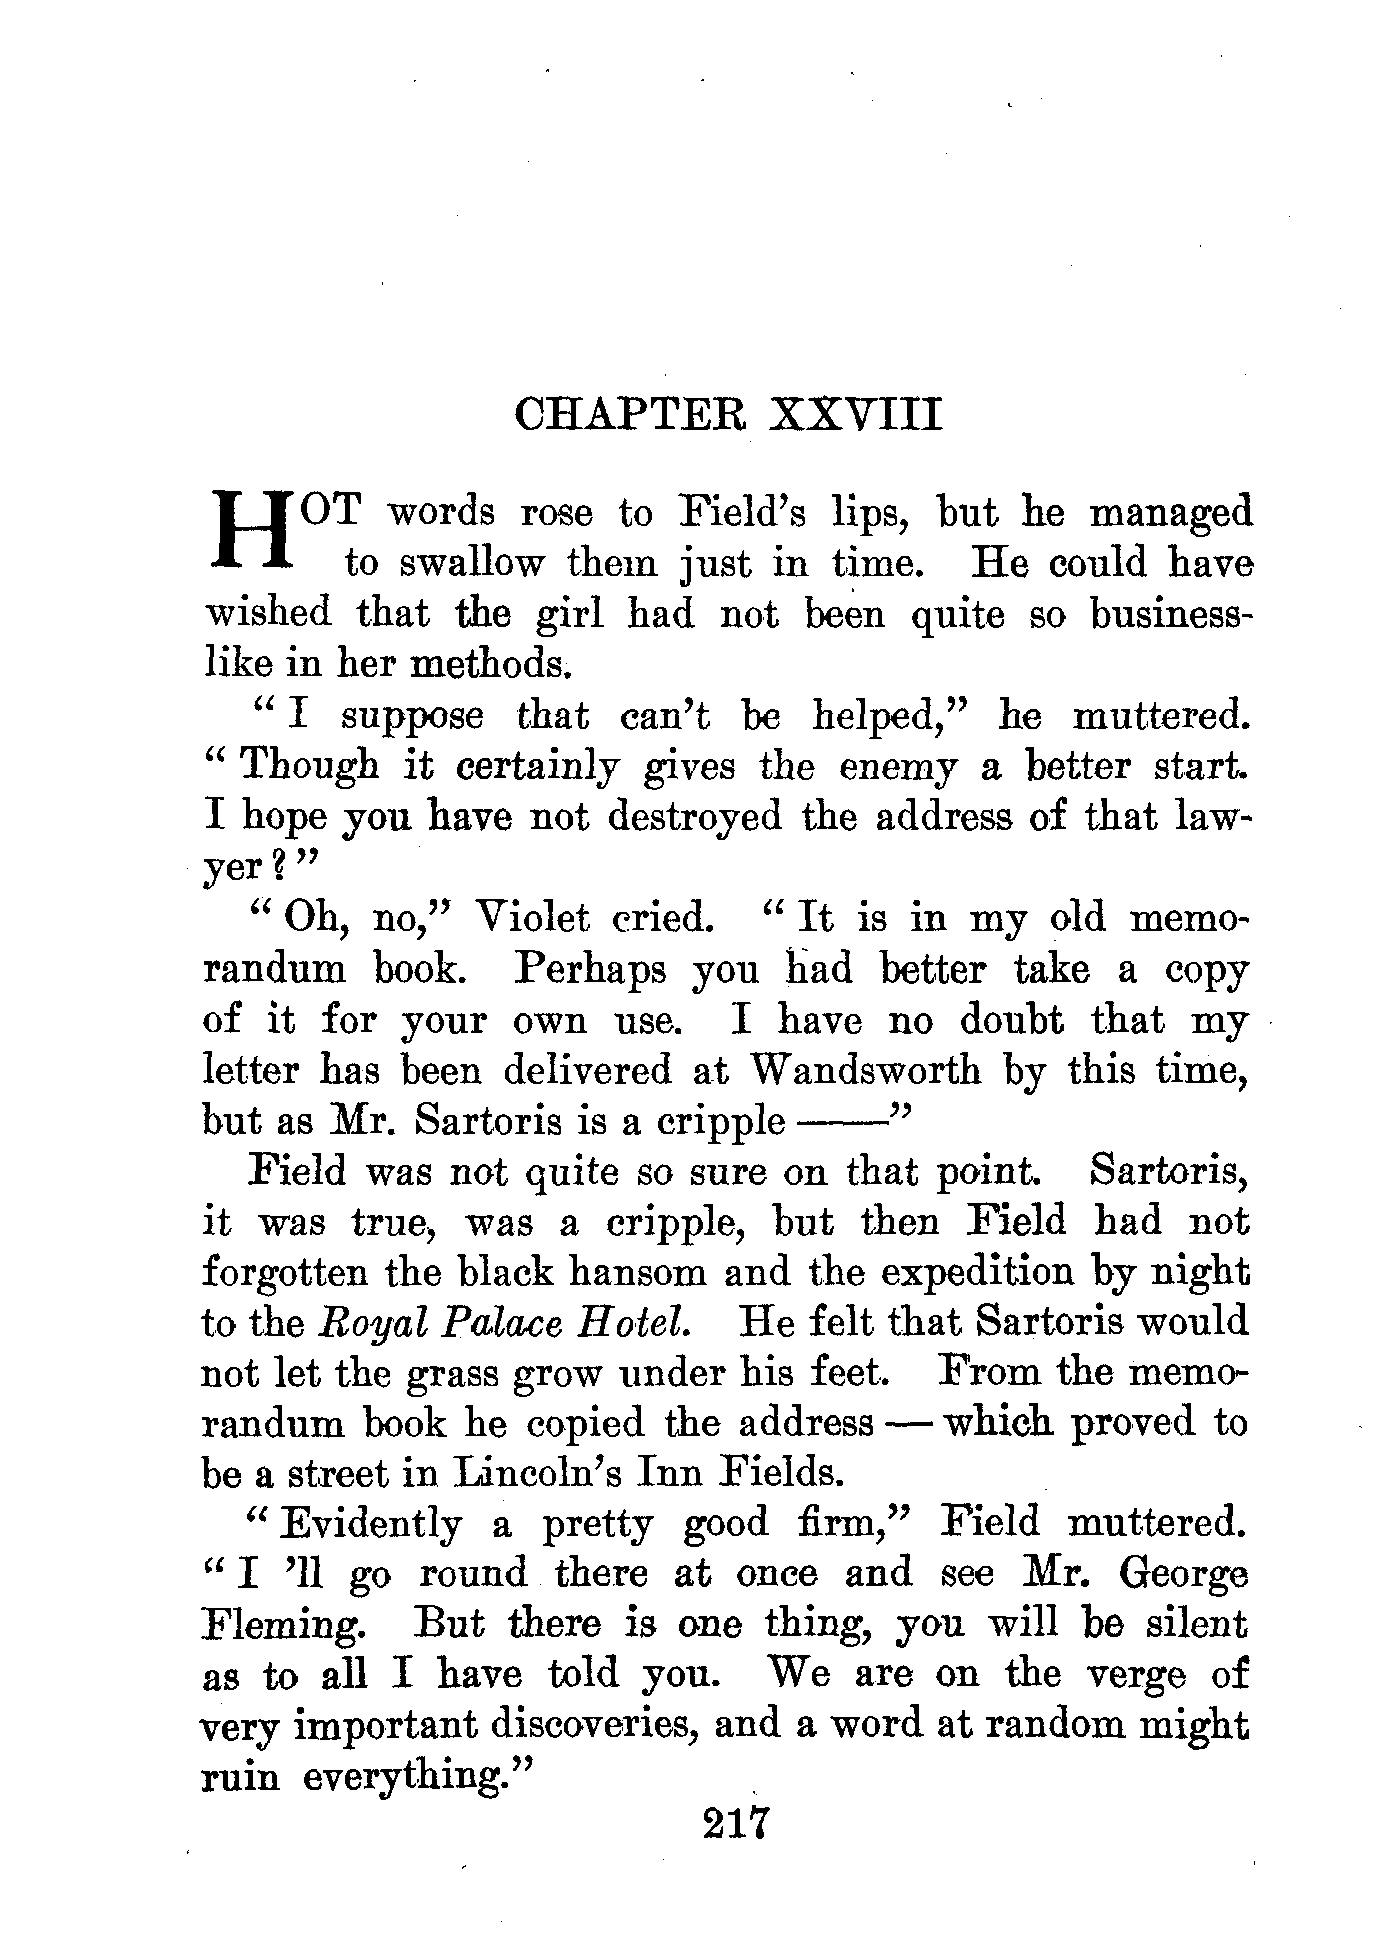 CHAPTER XXVIII
HOT words rose to Field's lips, but he managed
to swallow them just in time. He could have
wished that the girl had not been quite so business-
like in her methods.
"I suppose that can't be helped," he muttered.
"Though it certainly gives the enemy a better start.
I hope you have not destroyed the address of that law-
yer?"
"Oh, no," Violet cried. "It is in my old memo-
randum book. Perhaps you had better take a copy
of it for your own use. I have no doubt that my
letter has been delivered at Wandsworth by this time,
but as Mr. Sartoris is a cripple ——"
Field was not quite so sure on that point. Sartoris,
it was true, was a cripple, but then Field had not
forgotten the black hansom and the expedition by night
to the Royal Palace Hotel. He felt that Sartoris would
not let the grass grow under his feet. From the memo-
randum book he copied the address — which proved to
be a street in Lincoln's Inn Fields.
"Evidently a pretty good firm," Field muttered.
"I 'll go round there at once and see Mr. George
Fleming. But there is one thing, you will be silent
as to all I have told you. We are on the verge of
very important discoveries, and a word at random might
ruin everything."
217